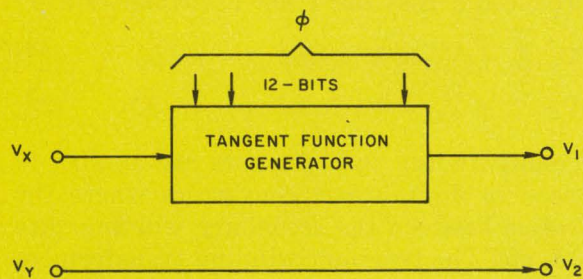 ϕ
12-BITS
V_X
TANGENT FUNCTION
GENERATOR
V_1
V_Y
V_2